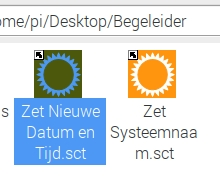 ome/pi/Desktop/Begeleider
s
Zet Nieuwe
Datum en
Tijd.sct
Zet
Systeemnaa
m.sct